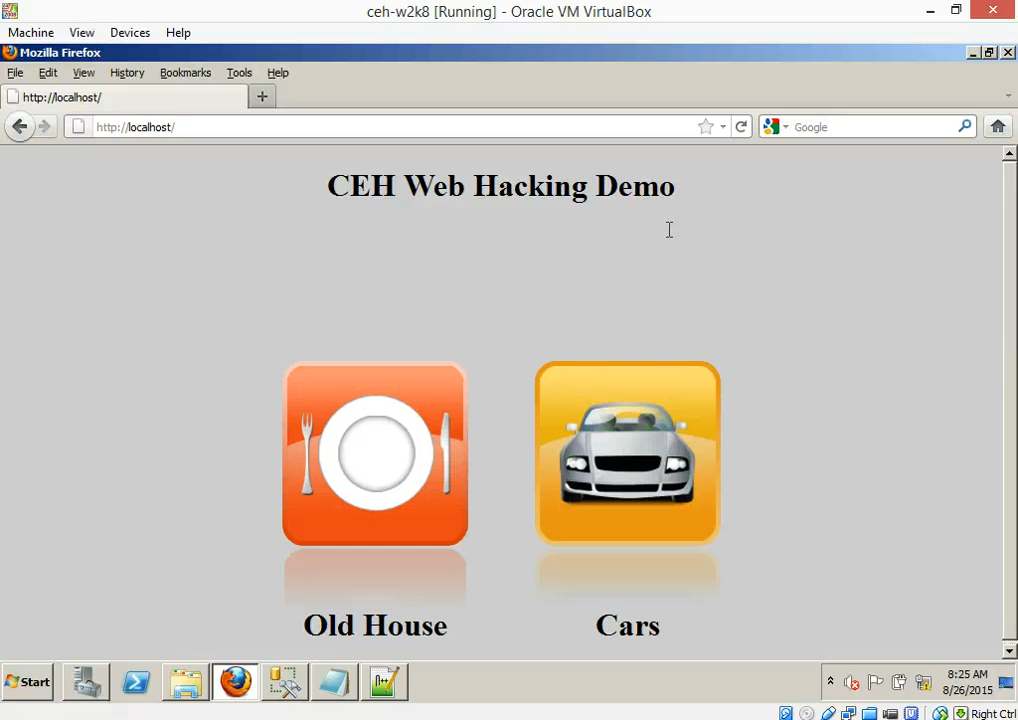 ceh-w2k8 [Running] - Oracle VM VirtualBox
Machine View Devices Help
Mozilla Firefox
File Edit View History Bookmarks Tools Help
http://localhost/
http://localhost/ Google
CEH Web Hacking Demo
Old House Cars
Start 8:25 AM
8/26/2015
Right Ctrl